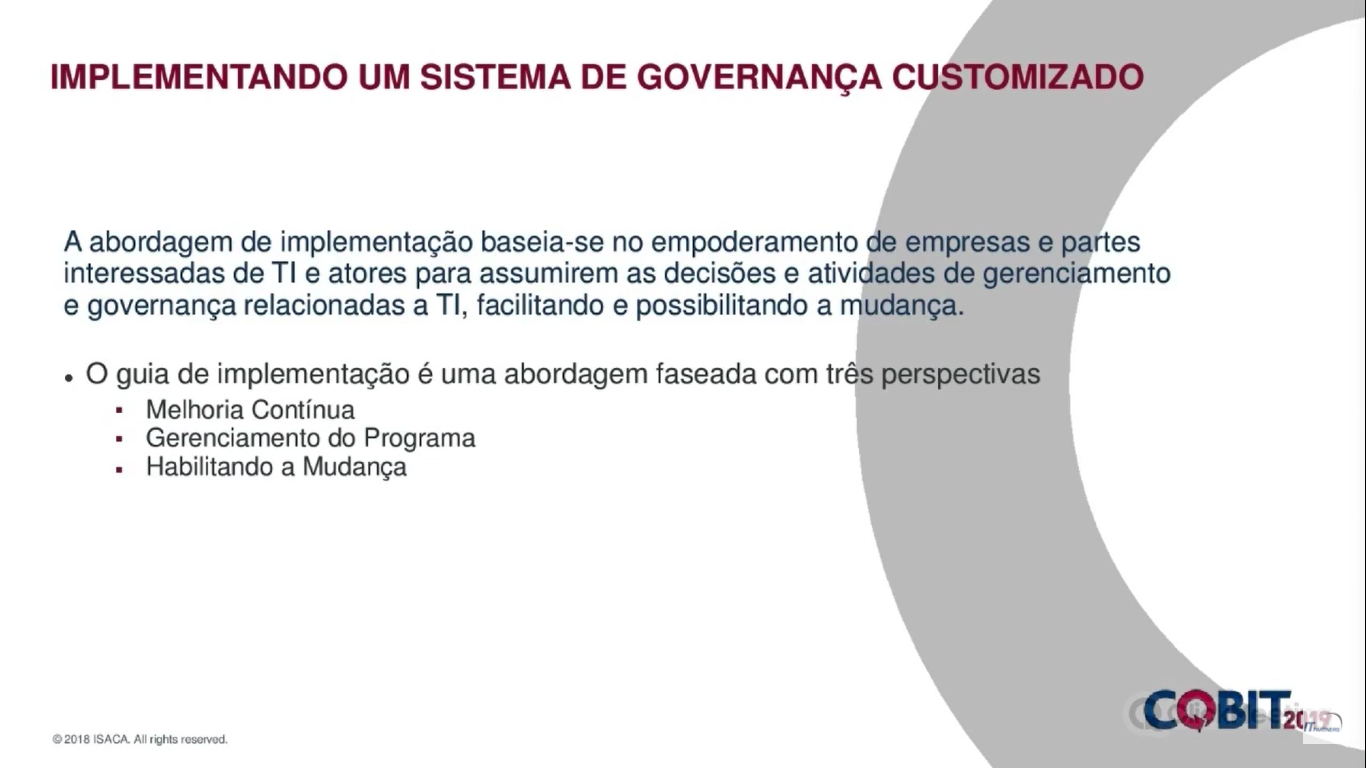 IMPLEMENTANDO UM SISTEMA DE GOVERNANÇA CUSTOMIZADO
A abordagem de implementação baseia-se no empoderamento de empresas e partes
interessadas de TI e atores para assumirem as decisões e atividades de gerenciamento
e governança relacionadas a TI, facilitando e possibilitando a mudança.
• O guia de implementação é uma abordagem faseada com três perspectivas
▪ Melhoria Contínua
▪ Gerenciamento do Programa
▪ Habilitando a Mudança
COBIT 2019
© 2018 ISACA. All rights reserved.